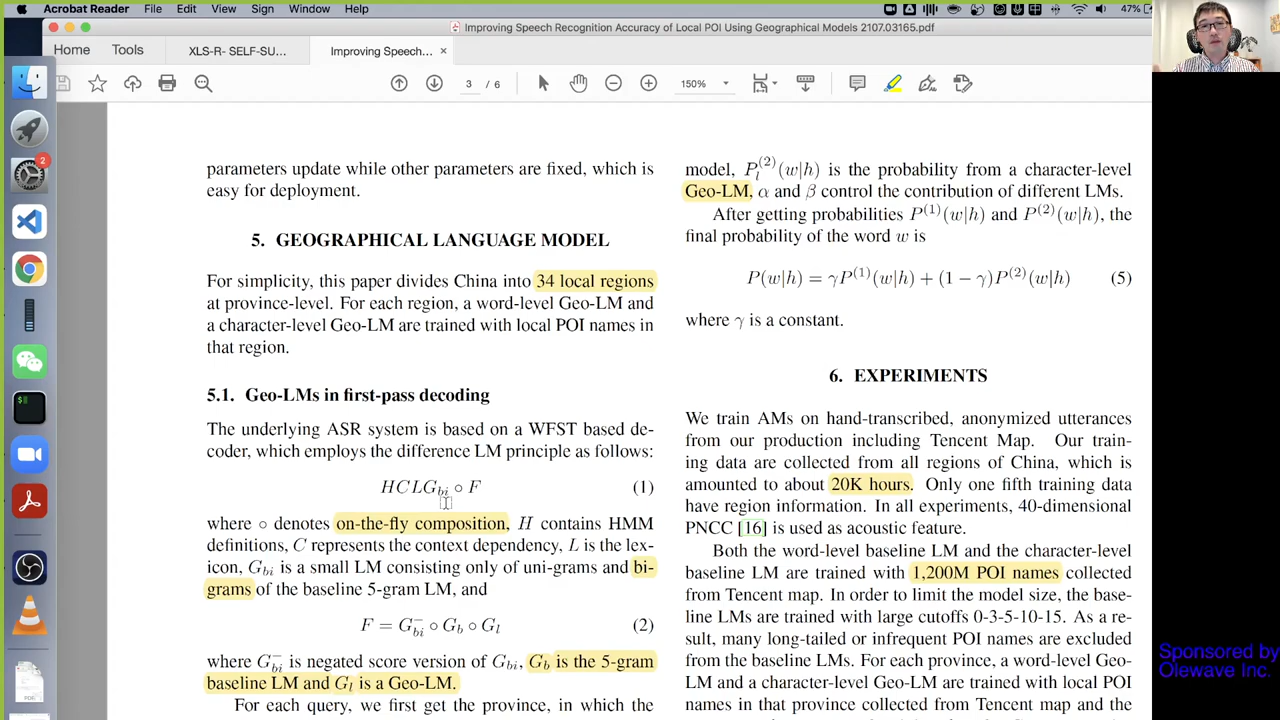 Acrobat Reader File Edit View Sign Window Help 47%
Improving Speech Recognition Accuracy of Local POI Using Geographical Models 2107.03165.pdf
Home Tools XLS-R- SELF-SU... Improving Speech... ×
3 / 6 150%
2
parameters update while other parameters are fixed, which is
easy for deployment.
5. GEOGRAPHICAL LANGUAGE MODEL
For simplicity, this paper divides China into 34 local regions
at province-level. For each region, a word-level Geo-LM and
a character-level Geo-LM are trained with local POI names in
that region.
5.1. Geo-LMs in first-pass decoding
The underlying ASR system is based on a WFST based de-
coder, which employs the difference LM principle as follows:
HCLG_{bi} ∘ F (1)
where ∘ denotes on-the-fly composition, H contains HMM
definitions, C represents the context dependency, L is the lex-
icon, G_{bi} is a small LM consisting only of uni-grams and bi-
grams of the baseline 5-gram LM, and
F = G_{bi}^- ∘ G_b ∘ G_l (2)
where G_{bi}^- is negated score version of G_{bi}, G_b is the 5-gram
baseline LM and G_l is a Geo-LM.
For each query, we first get the province, in which the
model, P_l^{(2)}(w|h) is the probability from a character-level
Geo-LM, α and β control the contribution of different LMs.
After getting probabilities P^{(1)}(w|h) and P^{(2)}(w|h), the
final probability of the word w is
P(w|h) = γP^{(1)}(w|h) + (1 − γ)P^{(2)}(w|h) (5)
where γ is a constant.
6. EXPERIMENTS
We train AMs on hand-transcribed, anonymized utterances
from our production including Tencent Map. Our train-
ing data are collected from all regions of China, which is
amounted to about 20K hours. Only one fifth training data
have region information. In all experiments, 40-dimensional
PNCC [16] is used as acoustic feature.
Both the word-level baseline LM and the character-level
baseline LM are trained with 1,200M POI names collected
from Tencent map. In order to limit the model size, the base-
line LMs are trained with large cutoffs 0-3-5-10-15. As a re-
sult, many long-tailed or infrequent POI names are excluded
from the baseline LMs. For each province, a word-level Geo-
LM and a character-level Geo-LM are trained with local POI
names in that province collected from Tencent map and the
Sponsored by
Olewave Inc.